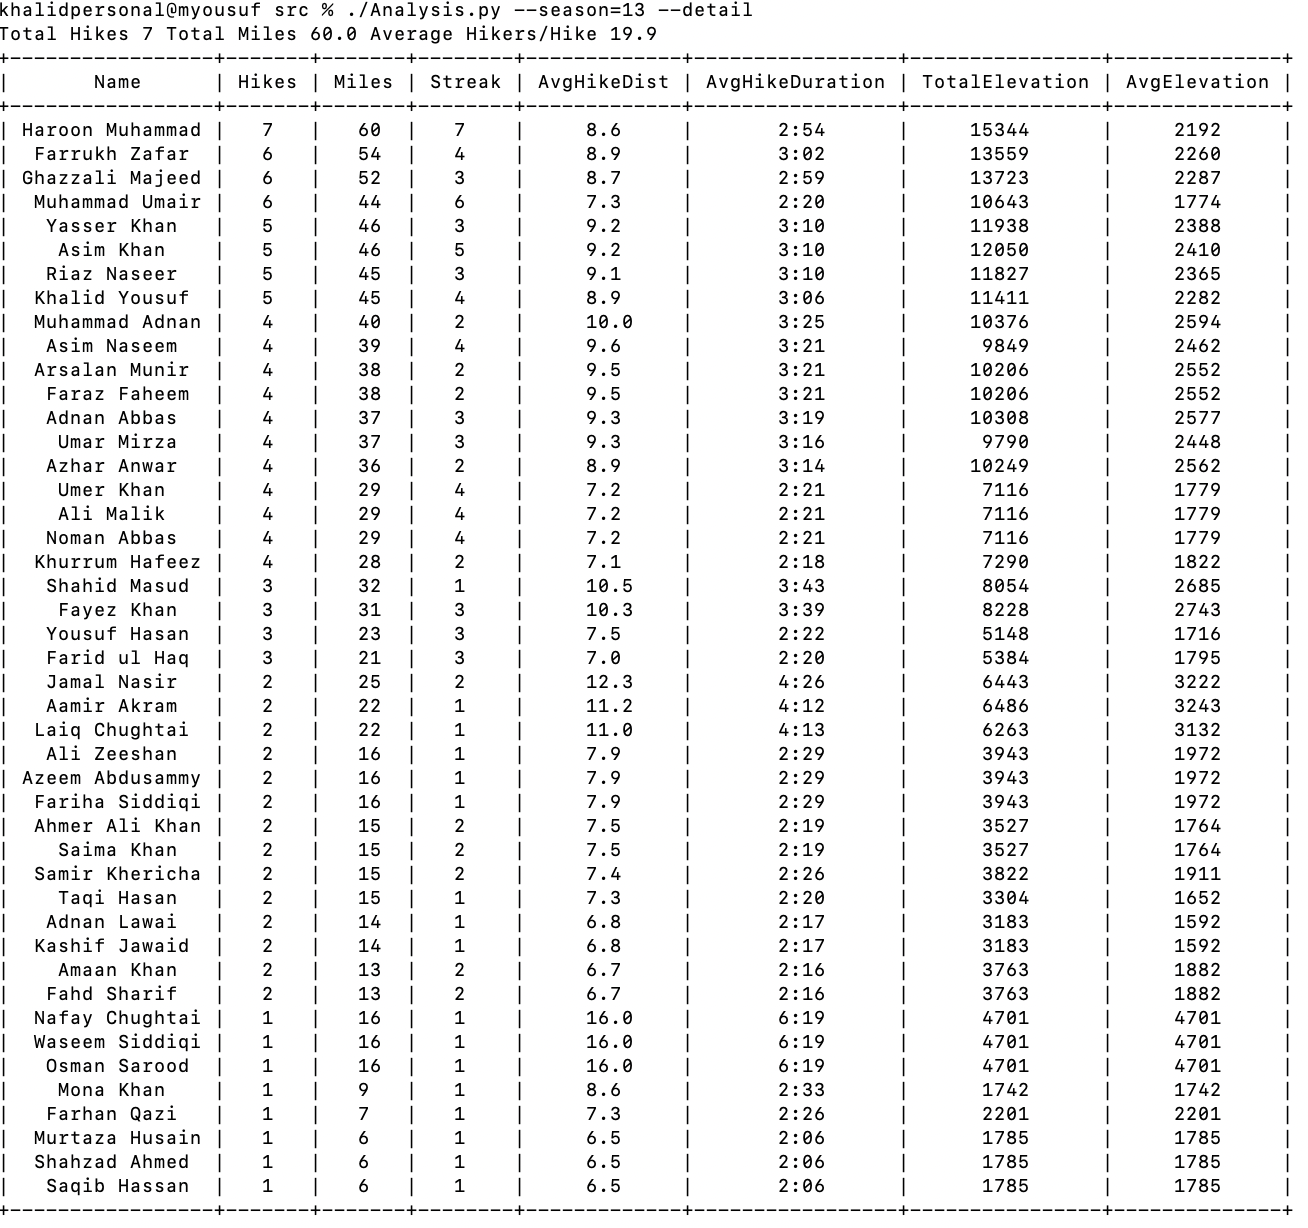 khalidpersonal@myousuf src % ./Analysis.py --season=13 --detail
Total Hikes 7 Total Miles 60.0 Average Hikers/Hike 19.9
+-----------------+-------+-------+--------+-------------+-----------------+----------------+--------------+
|       Name      | Hikes | Miles | Streak | AvgHikeDist | AvgHikeDuration | TotalElevation | AvgElevation |
+-----------------+-------+-------+--------+-------------+-----------------+----------------+--------------+
| Haroon Muhammad |   7   |   60  |   7    |     8.6     |       2:54      |     15344      |     2192     |
|  Farrukh Zafar  |   6   |   54  |   4    |     8.9     |       3:02      |     13559      |     2260     |
| Ghazzali Majeed |   6   |   52  |   3    |     8.7     |       2:59      |     13723      |     2287     |
|  Muhammad Umair |   6   |   44  |   6    |     7.3     |       2:20      |     10643      |     1774     |
|   Yasser Khan   |   5   |   46  |   3    |     9.2     |       3:10      |     11938      |     2388     |
|    Asim Khan    |   5   |   46  |   5    |     9.2     |       3:10      |     12050      |     2410     |
|   Riaz Naseer   |   5   |   45  |   3    |     9.1     |       3:10      |     11827      |     2365     |
|  Khalid Yousuf  |   5   |   45  |   4    |     8.9     |       3:06      |     11411      |     2282     |
|  Muhammad Adnan |   4   |   40  |   2    |     10.0    |       3:25      |     10376      |     2594     |
|   Asim Naseem   |   4   |   39  |   4    |     9.6     |       3:21      |      9849      |     2462     |
|  Arsalan Munir  |   4   |   38  |   2    |     9.5     |       3:21      |     10206      |     2552     |
|   Faraz Faheem  |   4   |   38  |   2    |     9.5     |       3:21      |     10206      |     2552     |
|   Adnan Abbas   |   4   |   37  |   3    |     9.3     |       3:19      |     10308      |     2577     |
|    Umar Mirza   |   4   |   37  |   3    |     9.3     |       3:16      |      9790      |     2448     |
|   Azhar Anwar   |   4   |   36  |   2    |     8.9     |       3:14      |     10249      |     2562     |
|    Umer Khan    |   4   |   29  |   4    |     7.2     |       2:21      |      7116      |     1779     |
|    Ali Malik    |   4   |   29  |   4    |     7.2     |       2:21      |      7116      |     1779     |
|   Noman Abbas   |   4   |   29  |   4    |     7.2     |       2:21      |      7116      |     1779     |
|  Khurrum Hafeez |   4   |   28  |   2    |     7.1     |       2:18      |      7290      |     1822     |
|   Shahid Masud  |   3   |   32  |   1    |     10.5    |       3:43      |      8054      |     2685     |
|    Fayez Khan   |   3   |   31  |   3    |     10.3    |       3:39      |      8228      |     2743     |
|   Yousuf Hasan  |   3   |   23  |   3    |     7.5     |       2:22      |      5148      |     1716     |
|   Farid ul Haq  |   3   |   21  |   3    |     7.0     |       2:20      |      5384      |     1795     |
|   Jamal Nasir   |   2   |   25  |   2    |     12.3    |       4:26      |      6443      |     3222     |
|   Aamir Akram   |   2   |   22  |   1    |     11.2    |       4:12      |      6486      |     3243     |
|  Laiq Chughtai  |   2   |   22  |   1    |     11.0    |       4:13      |      6263      |     3132     |
|   Ali Zeeshan   |   2   |   16  |   1    |     7.9     |       2:29      |      3943      |     1972     |
| Azeem Abdusammy |   2   |   16  |   1    |     7.9     |       2:29      |      3943      |     1972     |
|  Fariha Siddiqi |   2   |   16  |   1    |     7.9     |       2:29      |      3943      |     1972     |
|  Ahmer Ali Khan |   2   |   15  |   2    |     7.5     |       2:19      |      3527      |     1764     |
|    Saima Khan   |   2   |   15  |   2    |     7.5     |       2:19      |      3527      |     1764     |
|  Samir Khericha |   2   |   15  |   2    |     7.4     |       2:26      |      3822      |     1911     |
|    Taqi Hasan   |   2   |   15  |   1    |     7.3     |       2:20      |      3304      |     1652     |
|   Adnan Lawai   |   2   |   14  |   1    |     6.8     |       2:17      |      3183      |     1592     |
|  Kashif Jawaid  |   2   |   14  |   1    |     6.8     |       2:17      |      3183      |     1592     |
|    Amaan Khan   |   2   |   13  |   2    |     6.7     |       2:16      |      3763      |     1882     |
|   Fahd Sharif   |   2   |   13  |   2    |     6.7     |       2:16      |      3763      |     1882     |
|  Nafay Chughtai |   1   |   16  |   1    |     16.0    |       6:19      |      4701      |     4701     |
|  Waseem Siddiqi |   1   |   16  |   1    |     16.0    |       6:19      |      4701      |     4701     |
|   Osman Sarood  |   1   |   16  |   1    |     16.0    |       6:19      |      4701      |     4701     |
|    Mona Khan    |   1   |   9   |   1    |     8.6     |       2:33      |      1742      |     1742     |
|   Farhan Qazi   |   1   |   7   |   1    |     7.3     |       2:26      |      2201      |     2201     |
|  Murtaza Husain |   1   |   6   |   1    |     6.5     |       2:06      |      1785      |     1785     |
|  Shahzad Ahmed  |   1   |   6   |   1    |     6.5     |       2:06      |      1785      |     1785     |
|   Saqib Hassan  |   1   |   6   |   1    |     6.5     |       2:06      |      1785      |     1785     |
+-----------------+-------+-------+--------+-------------+-----------------+----------------+--------------+